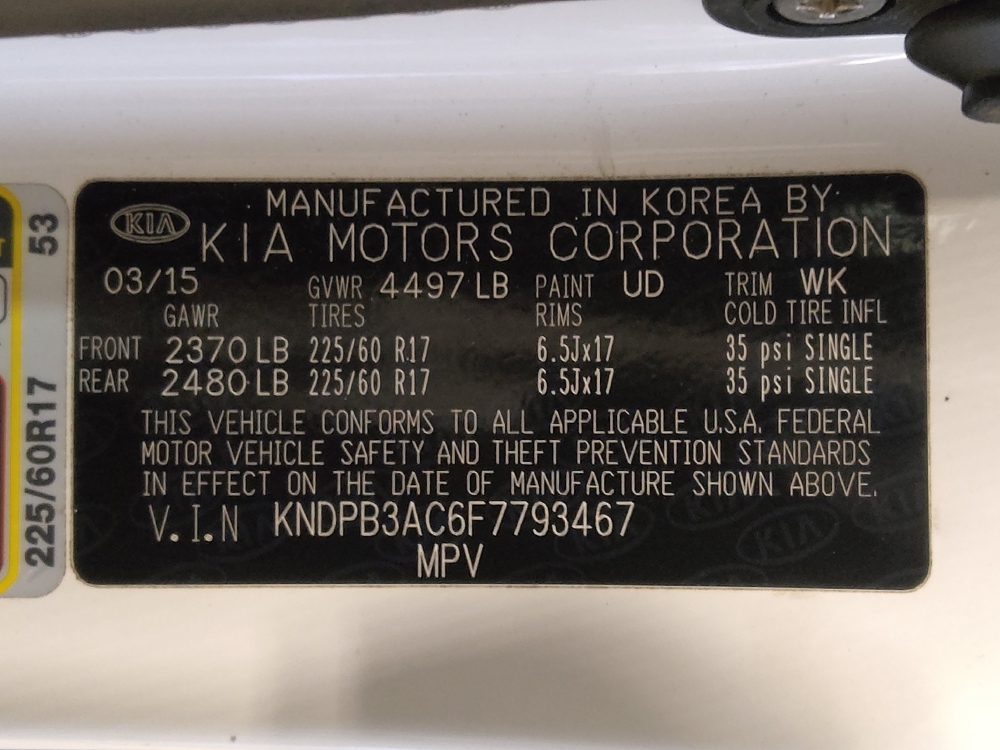 KIA
MANUFACTURED IN KOREA BY
KIA MOTORS CORPORATION
03/15 GVWR 4497 LB PAINT UD TRIM WK
GAWR TIRES RIMS COLD TIRE INFL
FRONT 2370 LB 225/60 R17 6.5Jx17 35 psi SINGLE
REAR 2480 LB 225/60 R17 6.5Jx17 35 psi SINGLE
THIS VEHICLE CONFORMS TO ALL APPLICABLE U.S.A. FEDERAL
MOTOR VEHICLE SAFETY AND THEFT PREVENTION STANDARDS
IN EFFECT ON THE DATE OF MANUFACTURE SHOWN ABOVE.
V.I.N KNDPB3AC6F7793467
MPV
225/60R17 53